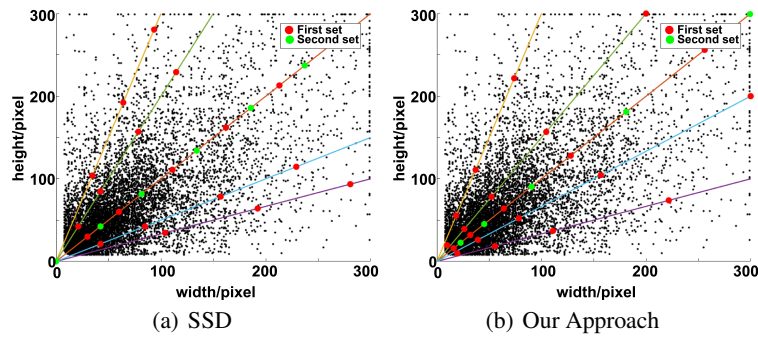 300
200
100
0
height/pixel
0
100
200
300
width/pixel
First set
Second set
(a) SSD
300
200
100
0
height/pixel
0
100
200
300
width/pixel
First set
Second set
(b) Our Approach